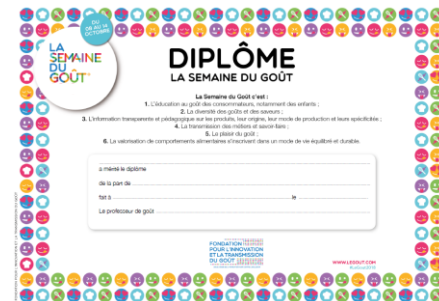 DU
08 AU 14
OCTOBRE
LA
SEMAINE
DU
GOÛT
DIPLÔME
LA SEMAINE DU GOÛT
La Semaine du Goût c'est :
1. L'éducation au goût des consommateurs, notamment des enfants ;
2. La diversité des goûts et des saveurs ;
3. L'information transparente et pédagogique sur les produits, leur origine, leur mode de production et leurs spécificités ;
4. La transmission des métiers et savoir-faire ;
5. Le plaisir du goût ;
6. La valorisation de comportements alimentaires s'inscrivant dans un mode de vie équilibré et durable.
a mérité le diplôme
de la part de
fait à le
Le professeur de goût
FONDATION
POUR L'INNOVATION
ET LA TRANSMISSION
DU GOÛT
WWW.LEGOUT.COM